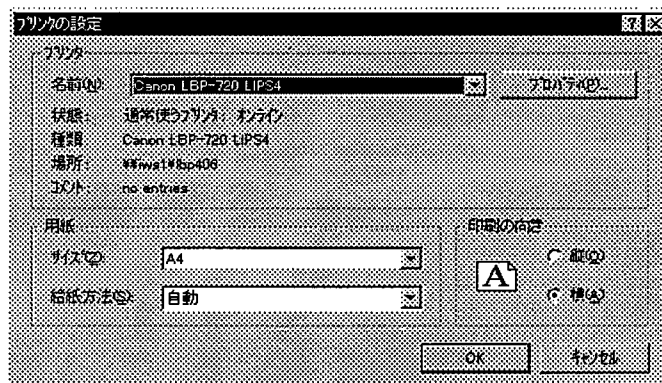 プリンタの設定
プリンタ
名前(N): Canon LBP-720 LIPS4 プロパティ(P)...
状態: 通常使うプリンタ; オンライン
種類: Canon LBP-720 LIPS4
場所: ¥¥iws1¥lbp406
コメント: no entries
用紙 印刷の向き
サイズ(Z): A4 縦(O)
給紙方法(S): 自動 A 横(A)
OK キャンセル